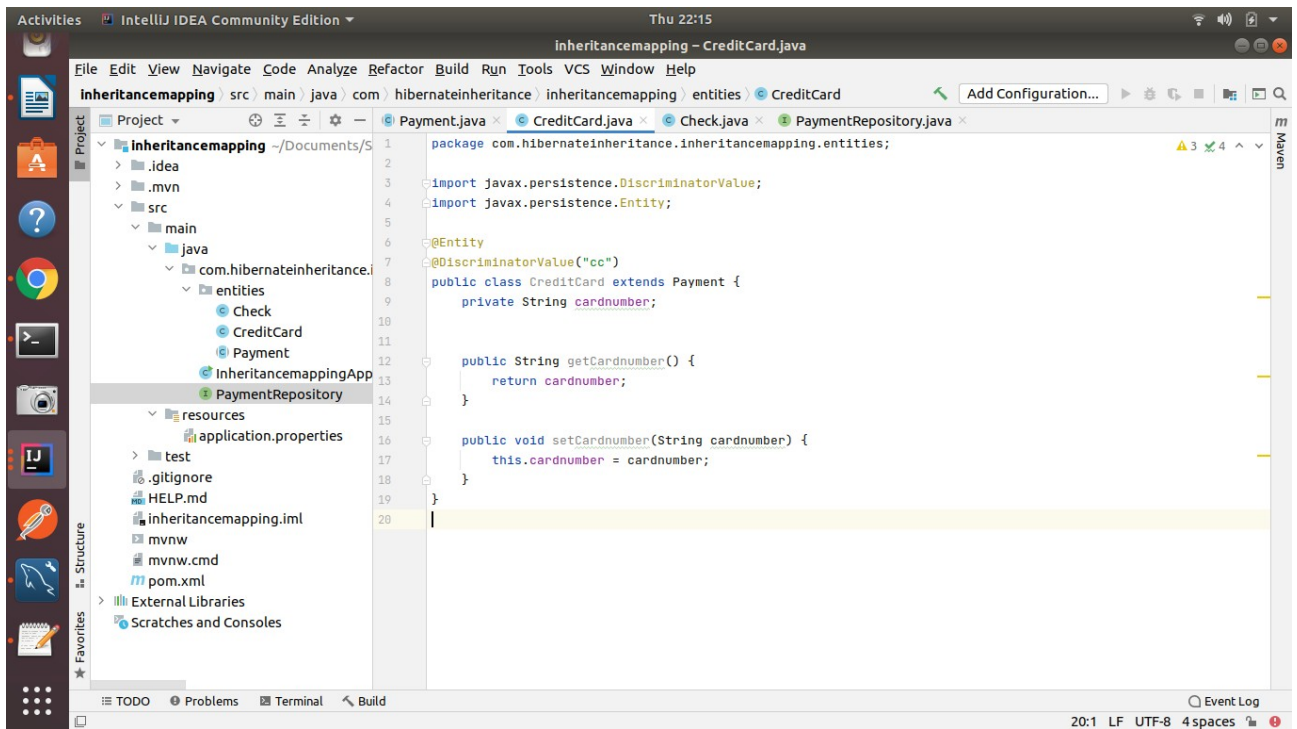 Activities IntelliJ IDEA Community Edition Thu 22:15
inheritancemapping – CreditCard.java
File Edit View Navigate Code Analyze Refactor Build Run Tools VCS Window Help
inheritancemapping src main java com hibernateinheritance inheritancemapping entities CreditCard Add Configuration...
Project Payment.java CreditCard.java Check.java PaymentRepository.java
Project
Maven
Structure
Favorites
inheritancemapping ~/Documents/S
.idea
.mvn
src
main
java
com.hibernateinheritance.i
entities
Check
CreditCard
Payment
InheritancemappingApp
PaymentRepository
resources
application.properties
test
.gitignore
HELP.md
inheritancemapping.iml
mvnw
mvnw.cmd
pom.xml
External Libraries
Scratches and Consoles
3 4
1 package com.hibernateinheritance.inheritancemapping.entities;
2
3 import javax.persistence.DiscriminatorValue;
4 import javax.persistence.Entity;
5
6 @Entity
7 @DiscriminatorValue("cc")
8 public class CreditCard extends Payment {
9 private String cardnumber;
10
11
12 public String getCardnumber() {
13 return cardnumber;
14 }
15
16 public void setCardnumber(String cardnumber) {
17 this.cardnumber = cardnumber;
18 }
19 }
20
TODO Problems Terminal Build Event Log
20:1 LF UTF-8 4 spaces